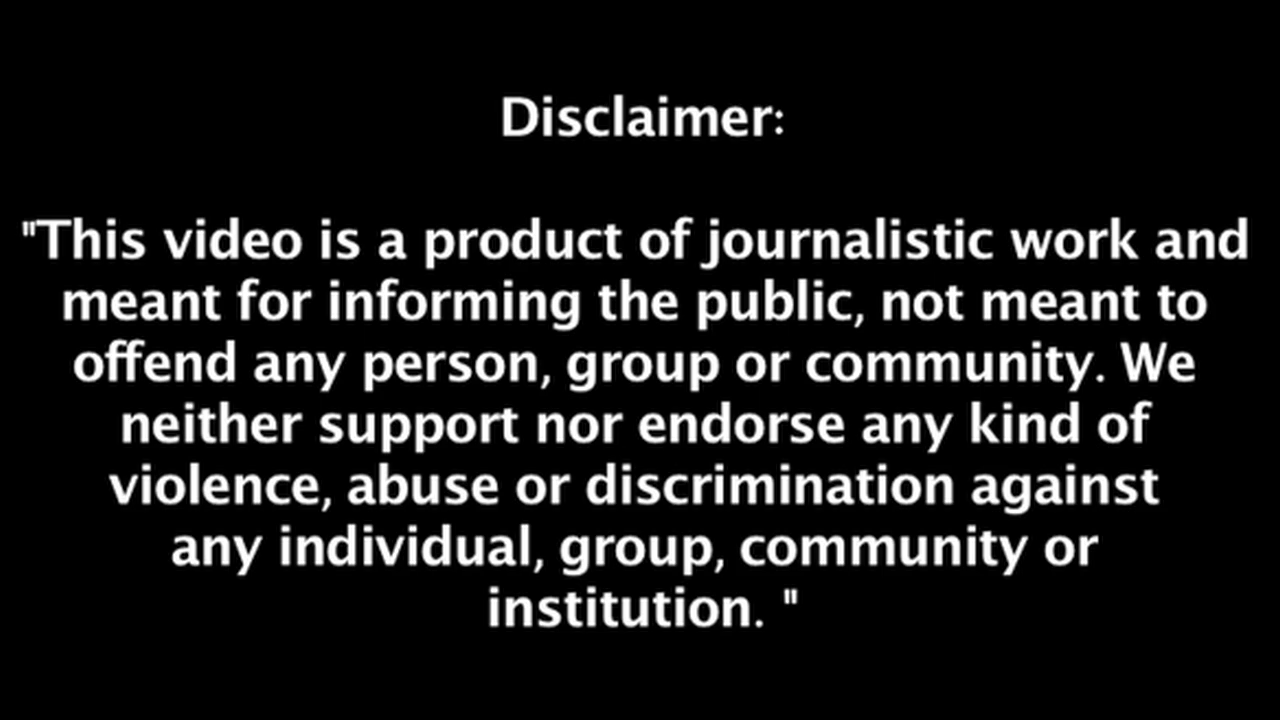 Disclaimer:
"This video is a product of journalistic work and
meant for informing the public, not meant to
offend any person, group or community. We
neither support nor endorse any kind of
violence, abuse or discrimination against
any individual, group, community or
institution. "